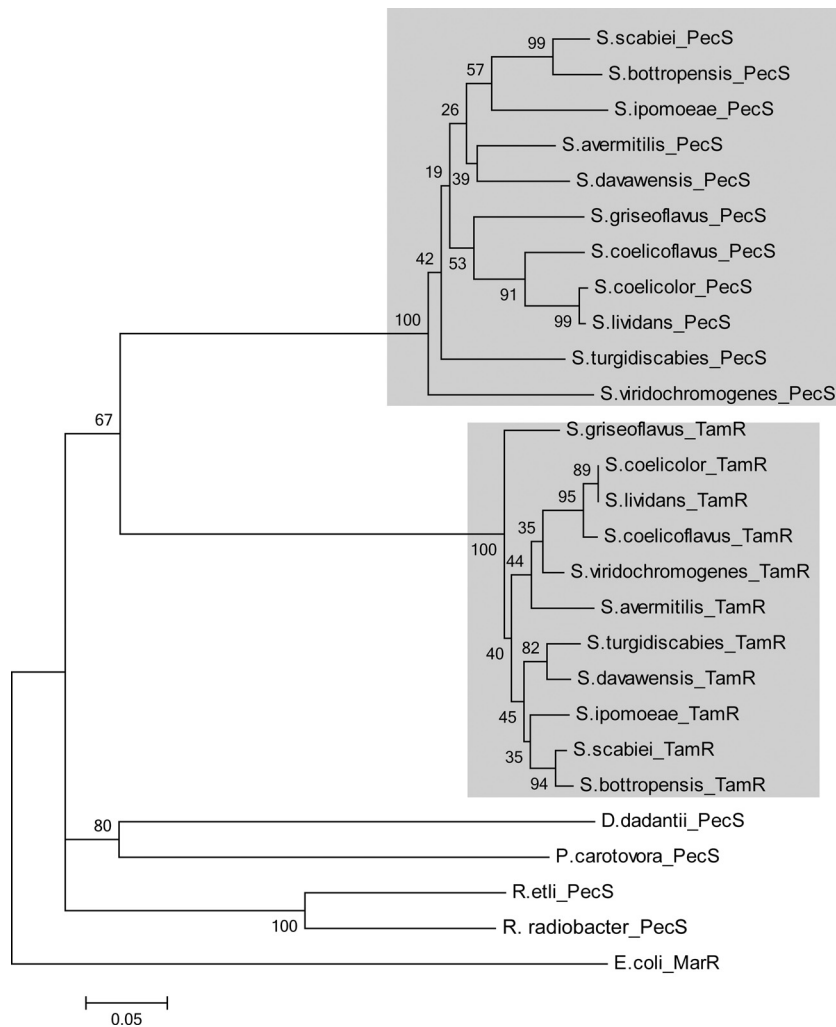 99
S.scabiei_PecS
57
S.bottropensis_PecS
26
S.ipomoeae_PecS
S.avermitilis_PecS
19
39
S.davawensis_PecS
S.griseoflavus_PecS
42
53
S.coelicoflavus_PecS
91
S.coelicolor_PecS
100
99
S.lividans_PecS
S.turgidiscabies_PecS
S.viridochromogenes_PecS
67
S.griseoflavus_TamR
89
S.coelicolor_TamR
95
S.lividans_TamR
35
S.coelicoflavus_TamR
100
44
S.viridochromogenes_TamR
S.avermitilis_TamR
40
82
S.turgidiscabies_TamR
S.davawensis_TamR
45
S.ipomoeae_TamR
35
S.scabiei_TamR
94
S.bottropensis_TamR
80
D.dadantii_PecS
P.carotovora_PecS
R.etli_PecS
100
R. radiobacter_PecS
E.coli_MarR
0.05